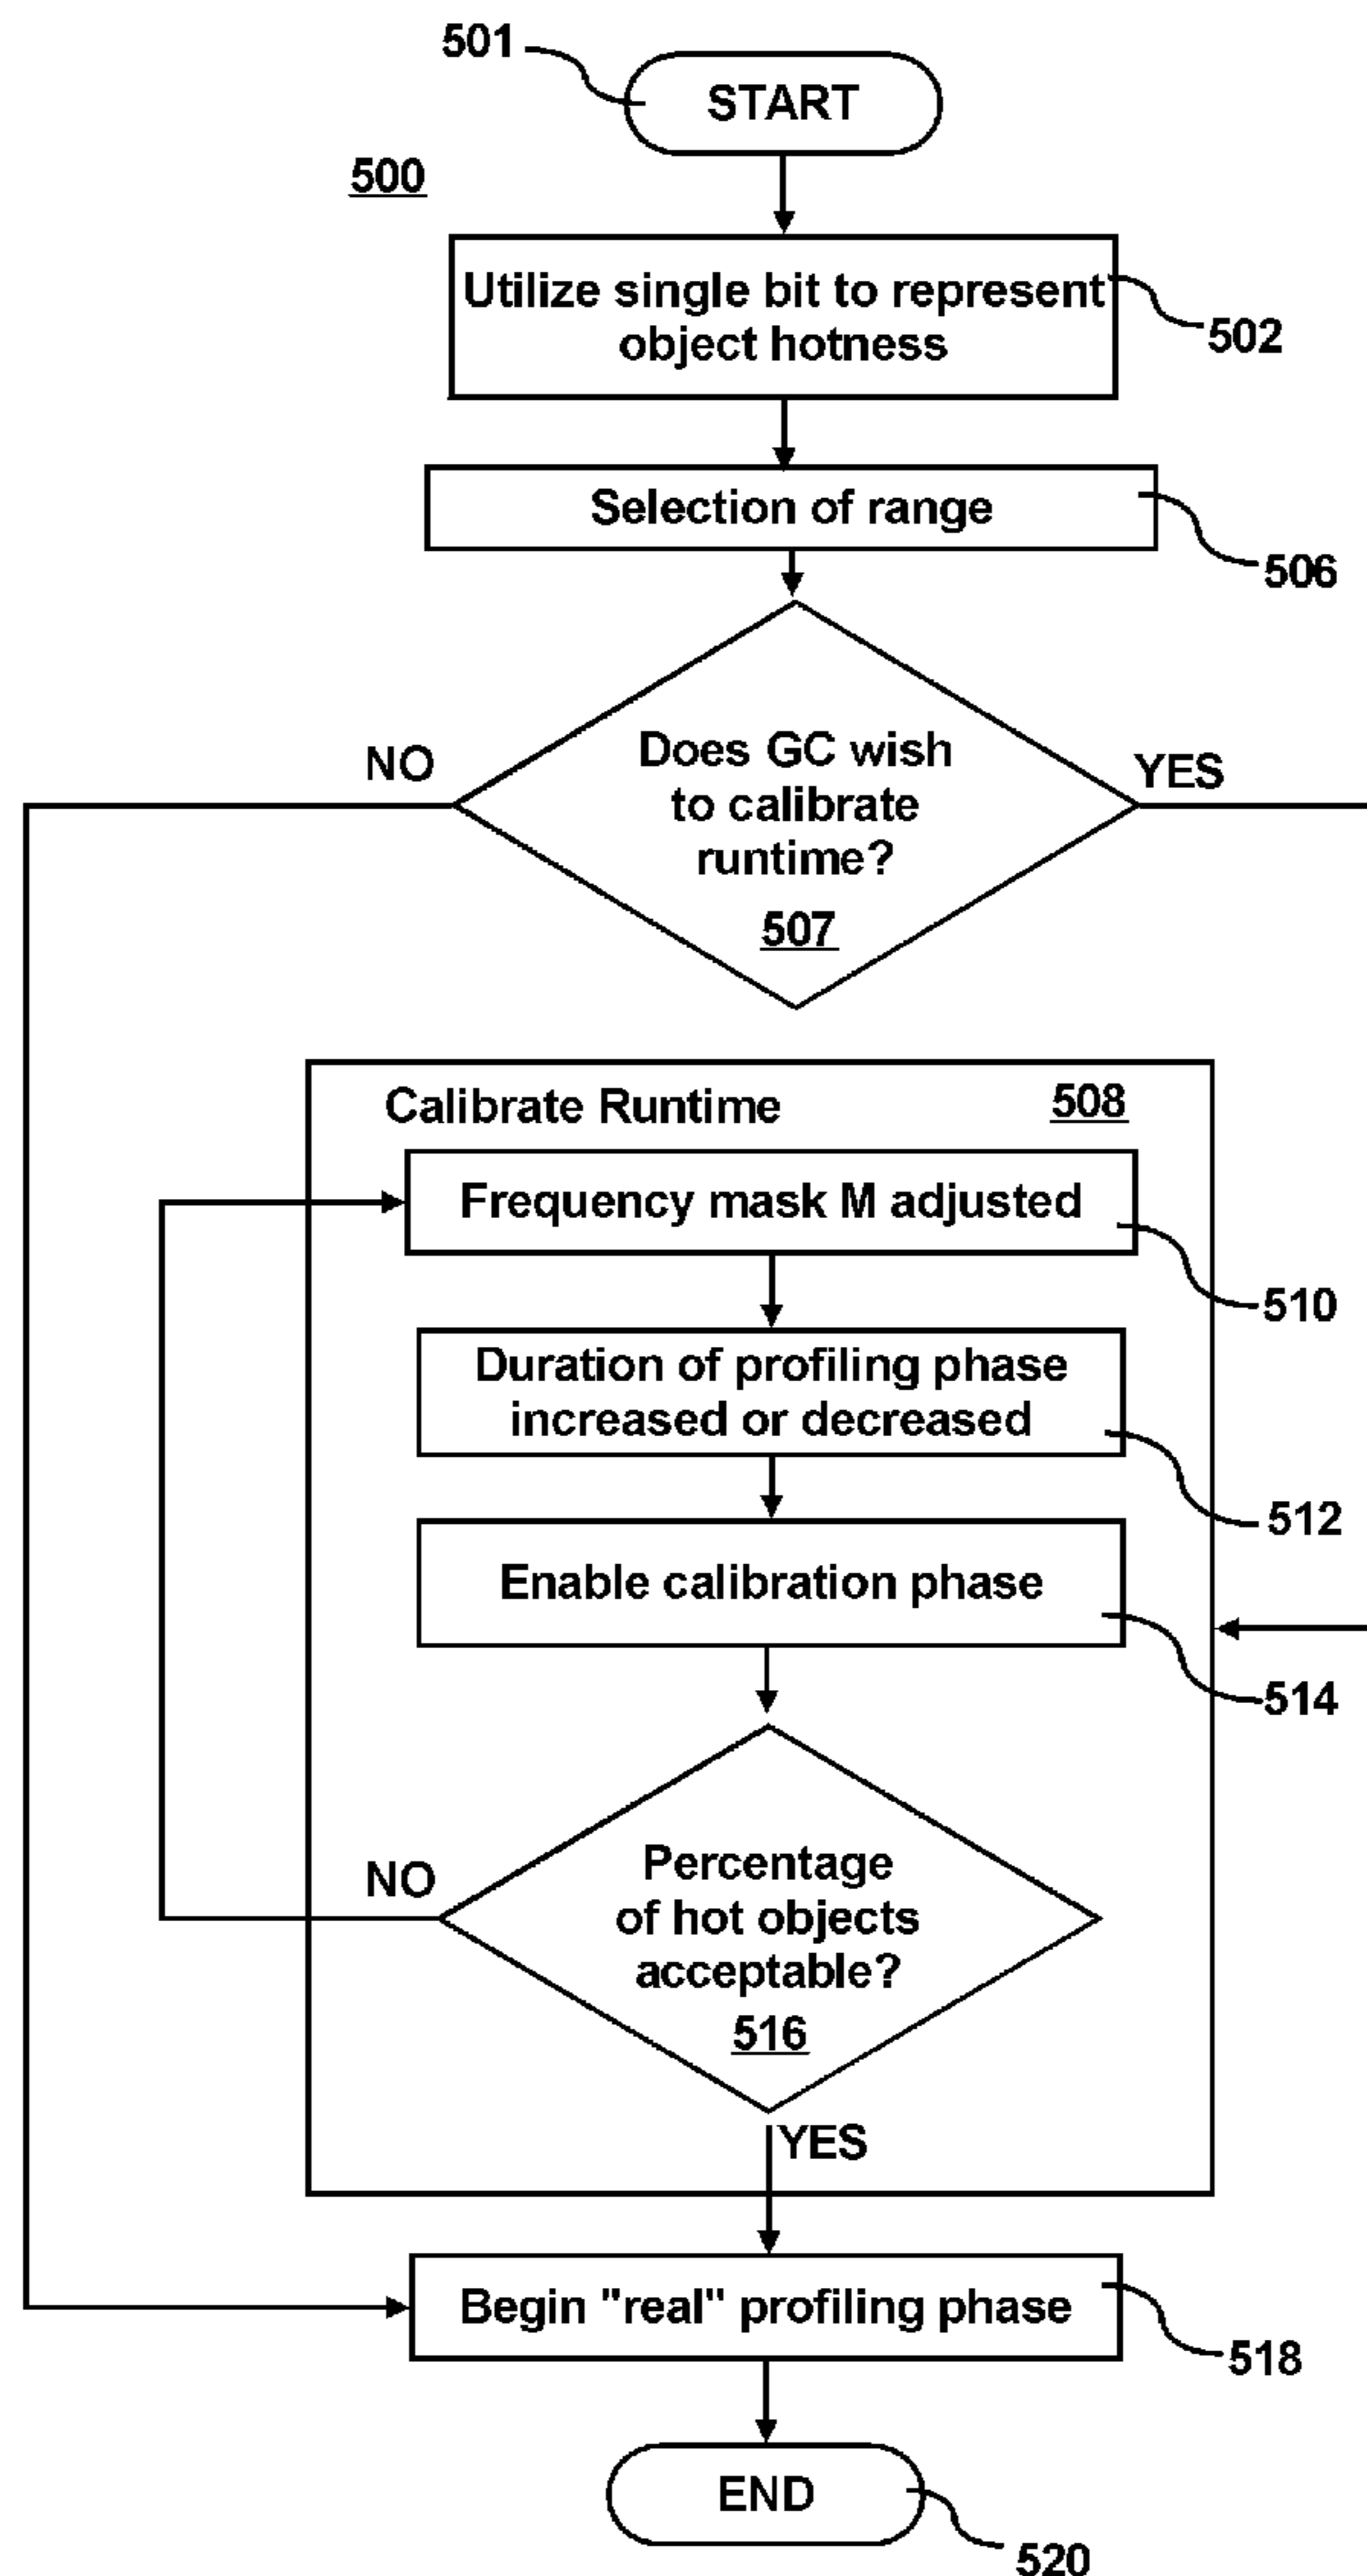 501
START
500
Utilize single bit to represent
object hotness
502
Selection of range
506
NO
Does GC wish
to calibrate
runtime?
507
YES
Calibrate Runtime
508
Frequency mask M adjusted
510
Duration of profiling phase
increased or decreased
512
Enable calibration phase
514
NO
Percentage
of hot objects
acceptable?
516
YES
Begin "real" profiling phase
518
END
520